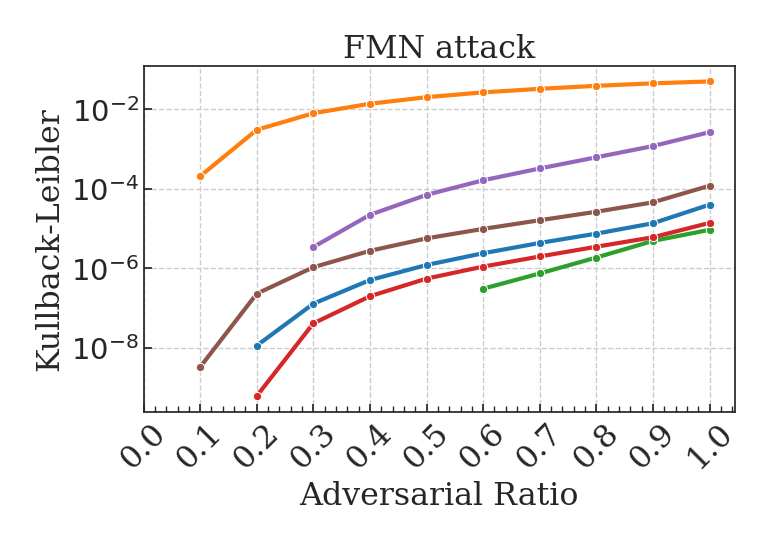 FMN attack
Kullback-Leibler
10⁻²
10⁻⁴
10⁻⁶
10⁻⁸
0.0 0.1 0.2 0.3 0.4 0.5 0.6 0.7 0.8 0.9 1.0
Adversarial Ratio